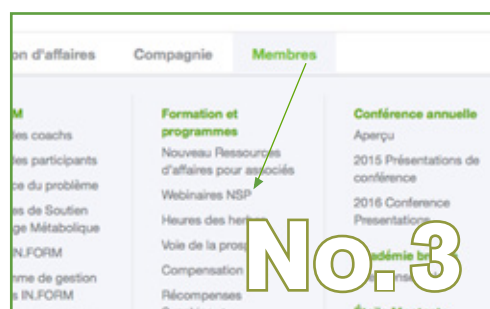 on d'affaires Compagnie Membres
M
les coachs
les participants
ce du problème
es de Soutien
ge Métabolique
IN.FORM
me de gestion
s IN.FORM
Formation et
programmes
Nouveau Ressources
d'affaires pour associés
Webinaires NSP
Heures des herbes
Voie de la pros
Compensation
Récompenses
Conférence annuelle
Aperçu
2015 Présentations de
conférence
2016 Conference
Presentations
No.3